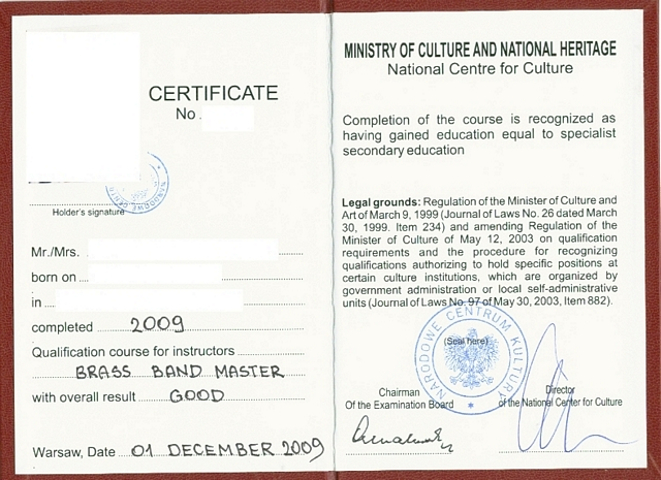 CERTIFICATE
No.
Holder's signature
Mr./Mrs.
born on
in
completed 2009
Qualification course for instructors
BRASS BAND MASTER
with overall result GOOD
Warsaw, Date 01 DECEMBER 2009
MINISTRY OF CULTURE AND NATIONAL HERITAGE
National Centre for Culture
Completion of the course is recognized as
having gained education equal to specialist
secondary education
Legal grounds: Regulation of the Minister of Culture and
Art of March 9, 1999 (Journal of Laws No. 26 dated March
30, 1999. Item 234) and amending Regulation of the
Minister of Culture of May 12, 2003 on qualification
requirements and the procedure for recognizing
qualifications authorizing to hold specific positions at
certain culture institutions, which are organized by
government administration or local self-administrative
units (Journal of Laws No. 97 of May 30, 2003, Item 882).
NARODOWE CENTRUM KULTURY
(Seal here)
Chairman
Of the Examination Board
Director
of the National Center for Culture